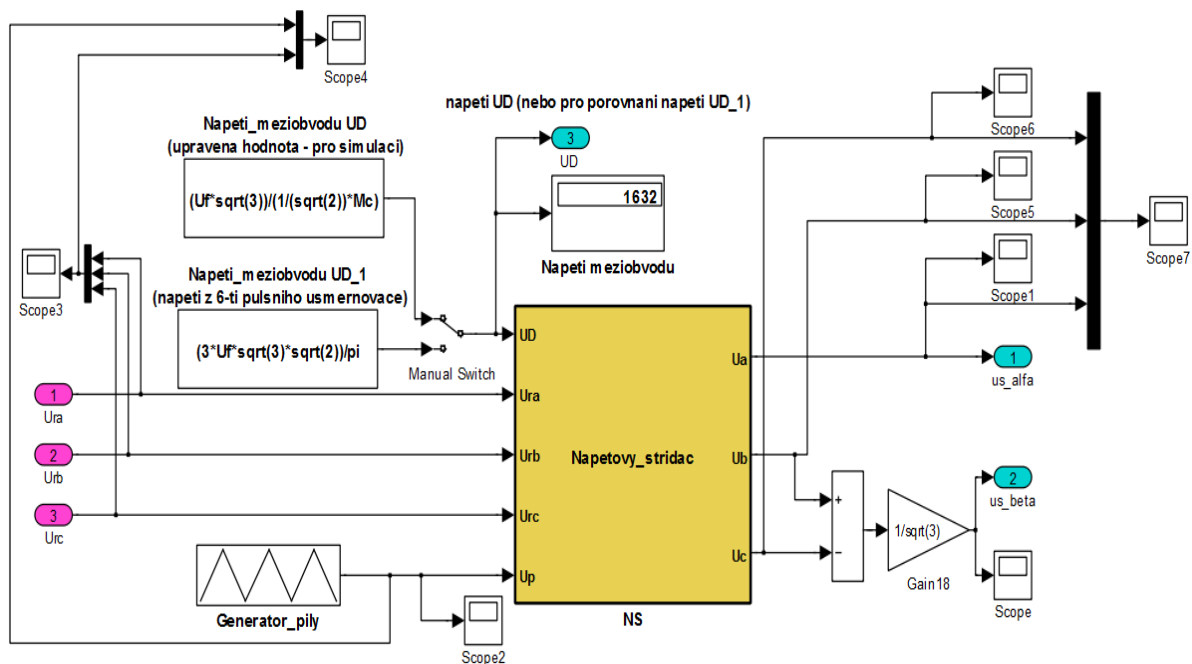 Scope4
napeti UD (nebo pro porovnani napeti UD_1)
Napeti_meziobvodu UD
(upravena hodnota - pro simulaci)
(Uf*sqrt(3))/(1/(sqrt(2))*Mc)
3
UD
1632
Napeti meziobvodu
Scope6
Scope5
Scope1
Scope7
Scope3
Napeti_meziobvodu UD_1
(napeti z 6-ti pulsniho usmernovace)
(3*Uf*sqrt(3)*sqrt(2))/pi
Manual Switch
1
Ura
2
Urb
3
Urc
UD
Ura
Urb
Urc
Up
Napetovy_stridac
Ua
Ub
Uc
NS
1
us_alfa
2
us_beta
+
−
1/sqrt(3)
Gain18
Scope
Generator_pily
Scope2